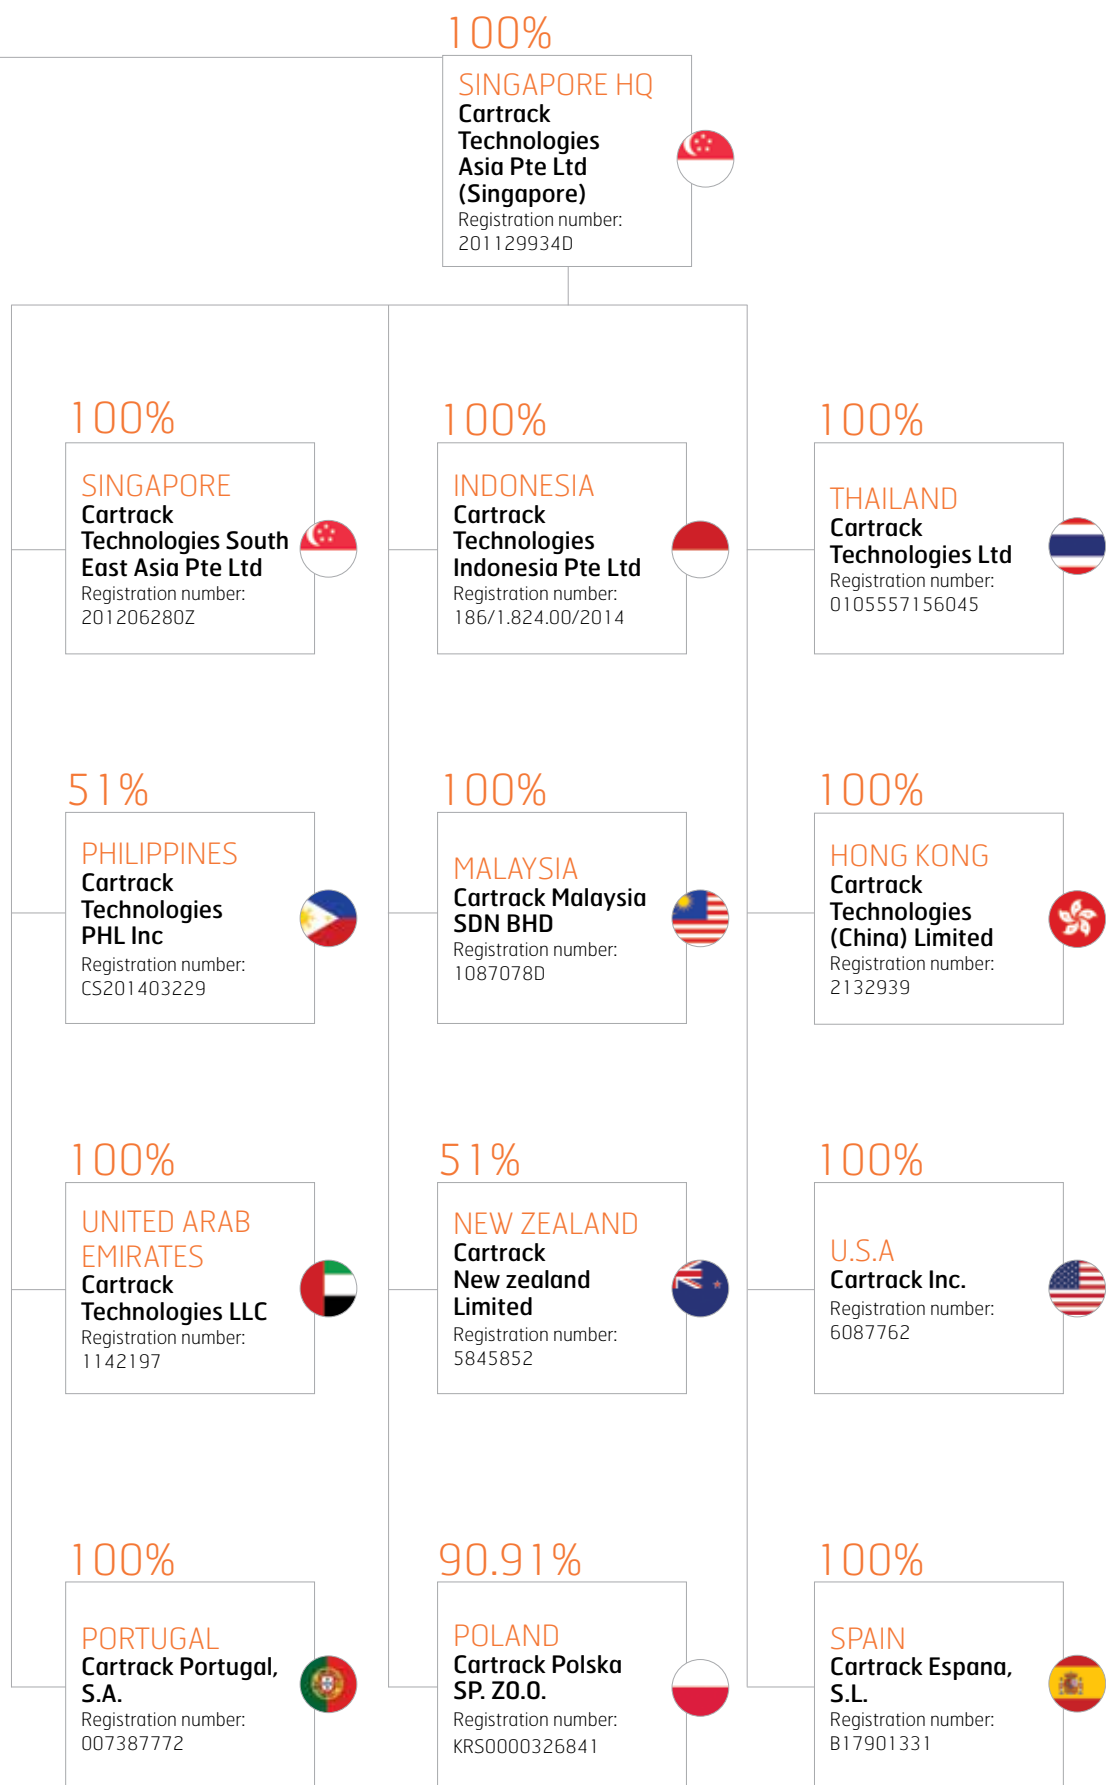 100%
SINGAPORE HQ
Cartrack
Technologies
Asia Pte Ltd
(Singapore)
Registration number:
201129934D
100%
SINGAPORE
Cartrack
Technologies South
East Asia Pte Ltd
Registration number:
201206280Z
100%
INDONESIA
Cartrack
Technologies
Indonesia Pte Ltd
Registration number:
186/1.824.00/2014
100%
THAILAND
Cartrack
Technologies Ltd
Registration number:
0105557156045
51%
PHILIPPINES
Cartrack
Technologies
PHL Inc
Registration number:
CS201403229
100%
MALAYSIA
Cartrack Malaysia
SDN BHD
Registration number:
1087078D
100%
HONG KONG
Cartrack
Technologies
(China) Limited
Registration number:
2132939
100%
UNITED ARAB
EMIRATES
Cartrack
Technologies LLC
Registration number:
1142197
51%
NEW ZEALAND
Cartrack
New zealand
Limited
Registration number:
5845852
100%
U.S.A
Cartrack Inc.
Registration number:
6087762
100%
PORTUGAL
Cartrack Portugal,
S.A.
Registration number:
007387772
90.91%
POLAND
Cartrack Polska
SP. ZO.O.
Registration number:
KRS0000326841
100%
SPAIN
Cartrack Espana,
S.L.
Registration number:
B17901331